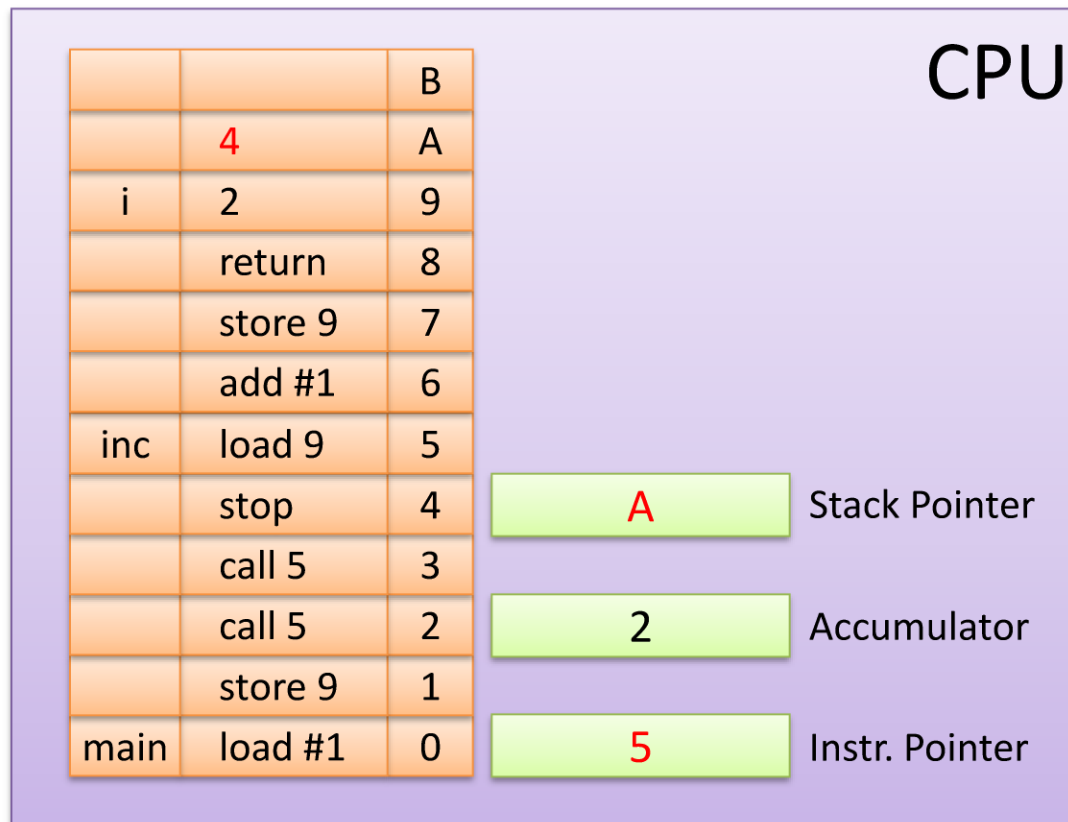 CPU
B
4 A
i 2 9
return 8
store 9 7
add #1 6
inc load 9 5
stop 4 A Stack Pointer
call 5 3
call 5 2 2 Accumulator
store 9 1
main load #1 0 5 Instr. Pointer